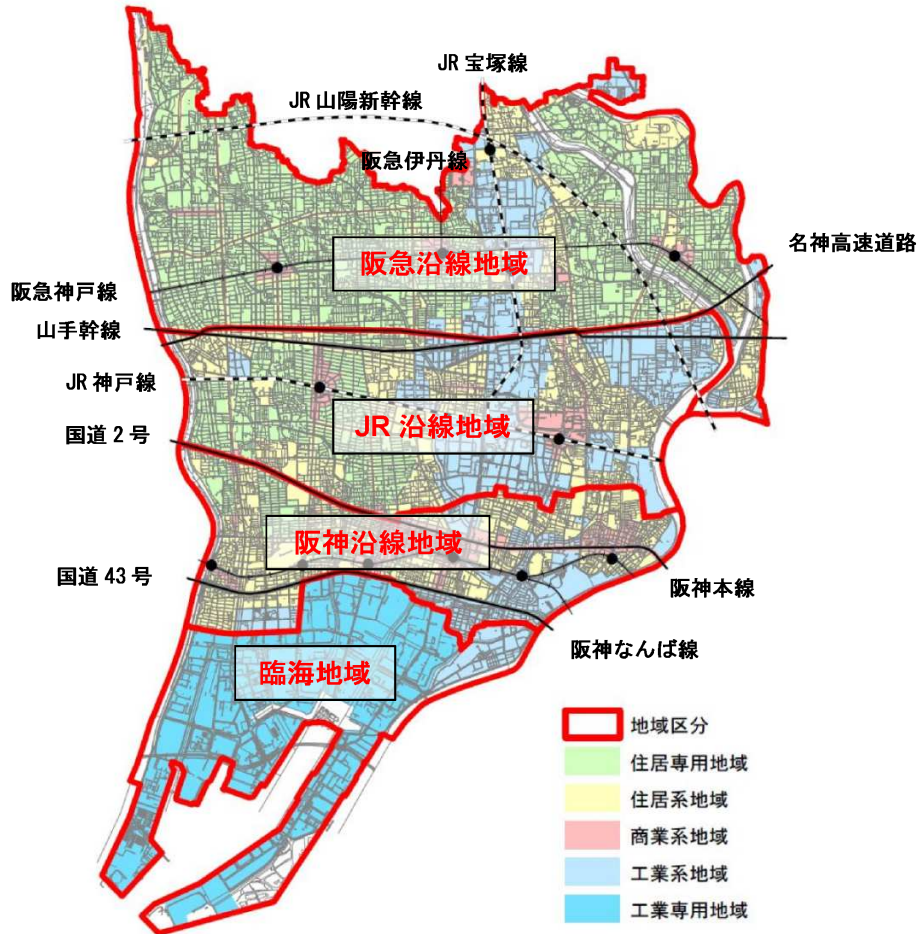 JR 宝塚線
JR 山陽新幹線
阪急伊丹線
名神高速道路
阪急沿線地域
阪急神戸線
山手幹線
JR 神戸線
JR 沿線地域
国道 2 号
阪神沿線地域
国道 43 号
阪神本線
阪神なんば線
臨海地域
地域区分
住居専用地域
住居系地域
商業系地域
工業系地域
工業専用地域